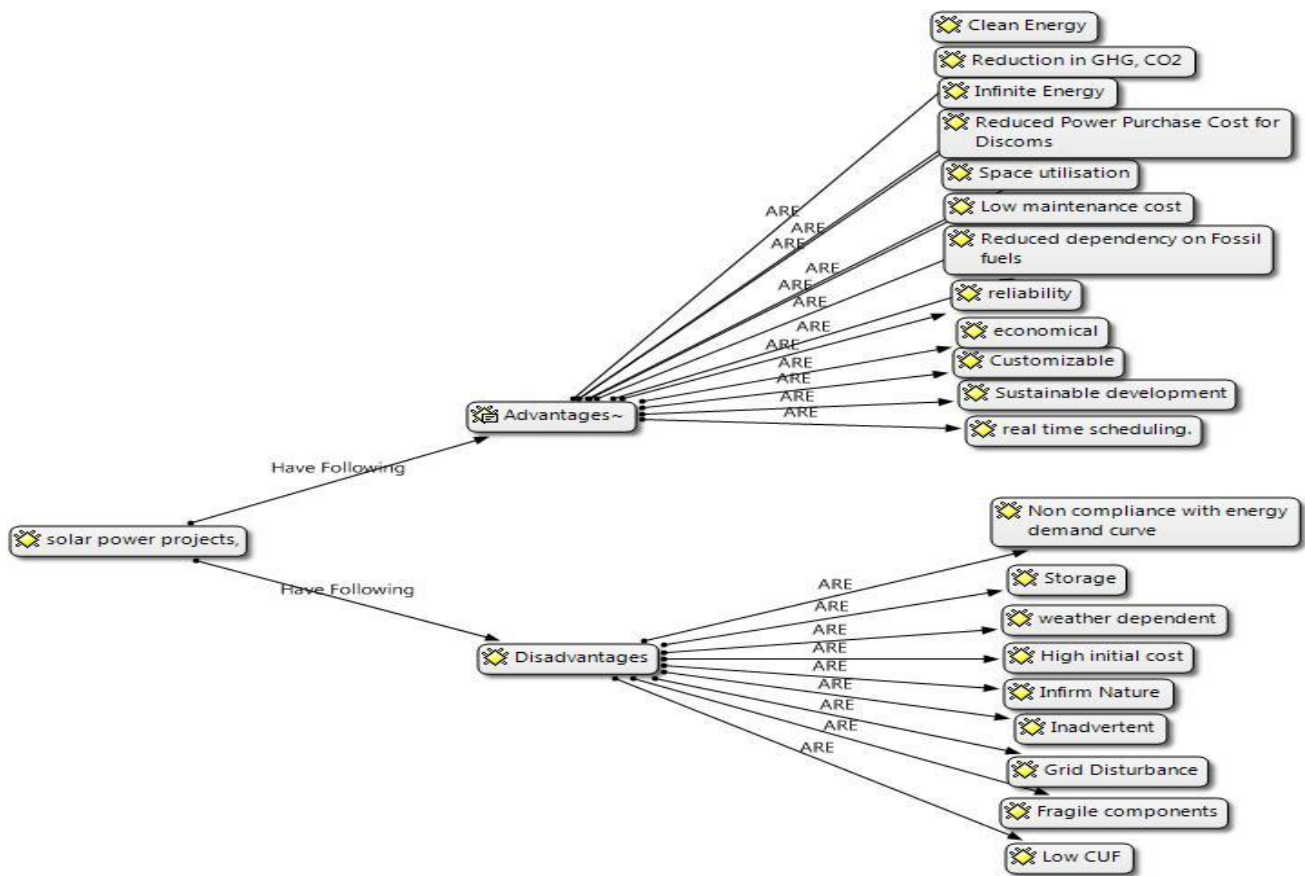 Clean Energy
Reduction in GHG, CO2
Infinite Energy
Reduced Power Purchase Cost for
Discoms
Space utilisation
ARE
Low maintenance cost
ARE
ARE
Reduced dependency on Fossil
fuels
ARE
ARE
reliability
ARE
ARE
economical
ARE
Customizable
ARE
ARE
Sustainable development
ARE
ARE
Advantages~
real time scheduling.
Have Following
Non compliance with energy
demand curve
solar power projects,
ARE
Storage
Have Following
ARE
weather dependent
ARE
ARE
Disadvantages
High initial cost
ARE
Infirm Nature
ARE
ARE
Inadvertent
ARE
ARE
Grid Disturbance
Fragile components
Low CUF